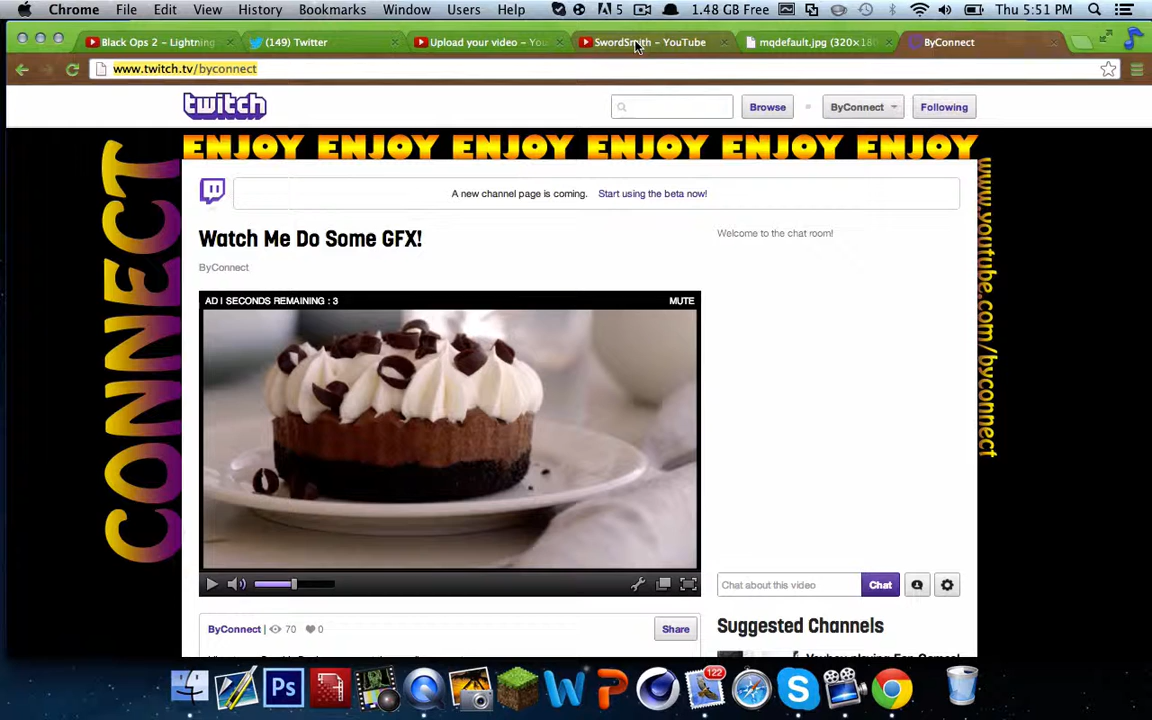 Chrome File Edit View History Bookmarks Window Users Help 5 1.48 GB Free Thu 5:51 PM
Black Ops 2 – Lightning (149) Twitter Upload your video – You SwordSmith – YouTube mqdefault.jpg (320×180 ByConnect
www.twitch.tv/byconnect
twitch Browse ByConnect Following
ENJOY ENJOY ENJOY ENJOY ENJOY ENJOY
CONNECT
www.youtube.com/byconnect
A new channel page is coming. Start using the beta now!
Watch Me Do Some GFX!
Welcome to the chat room!
ByConnect
AD | SECONDS REMAINING : 3 MUTE
Chat about this video Chat
ByConnect | 70 0 Share
Suggested Channels
Ps
122